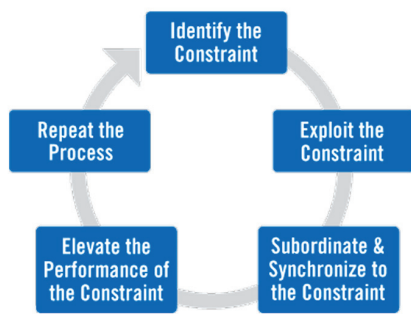 Identify the
Constraint
Exploit the
Constraint
Subordinate &
Synchronize to
the Constraint
Elevate the
Performance of
the Constraint
Repeat the
Process